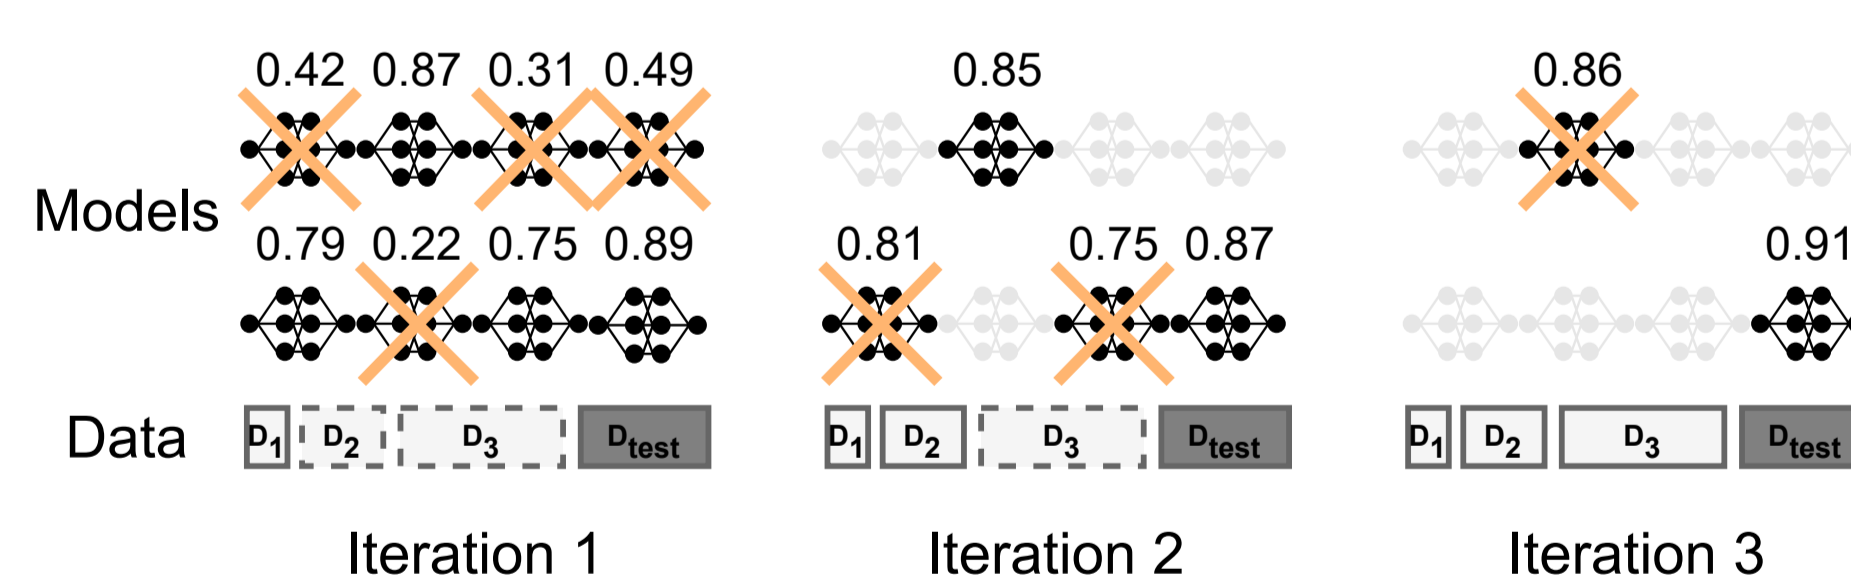 0.42 0.87 0.31 0.49
0.85
0.86
Models
0.79 0.22 0.75 0.89
0.81 0.75 0.87
0.91
Data
D1 D2 D3 Dtest
D1 D2 D3 Dtest
D1 D2 D3 Dtest
Iteration 1
Iteration 2
Iteration 3